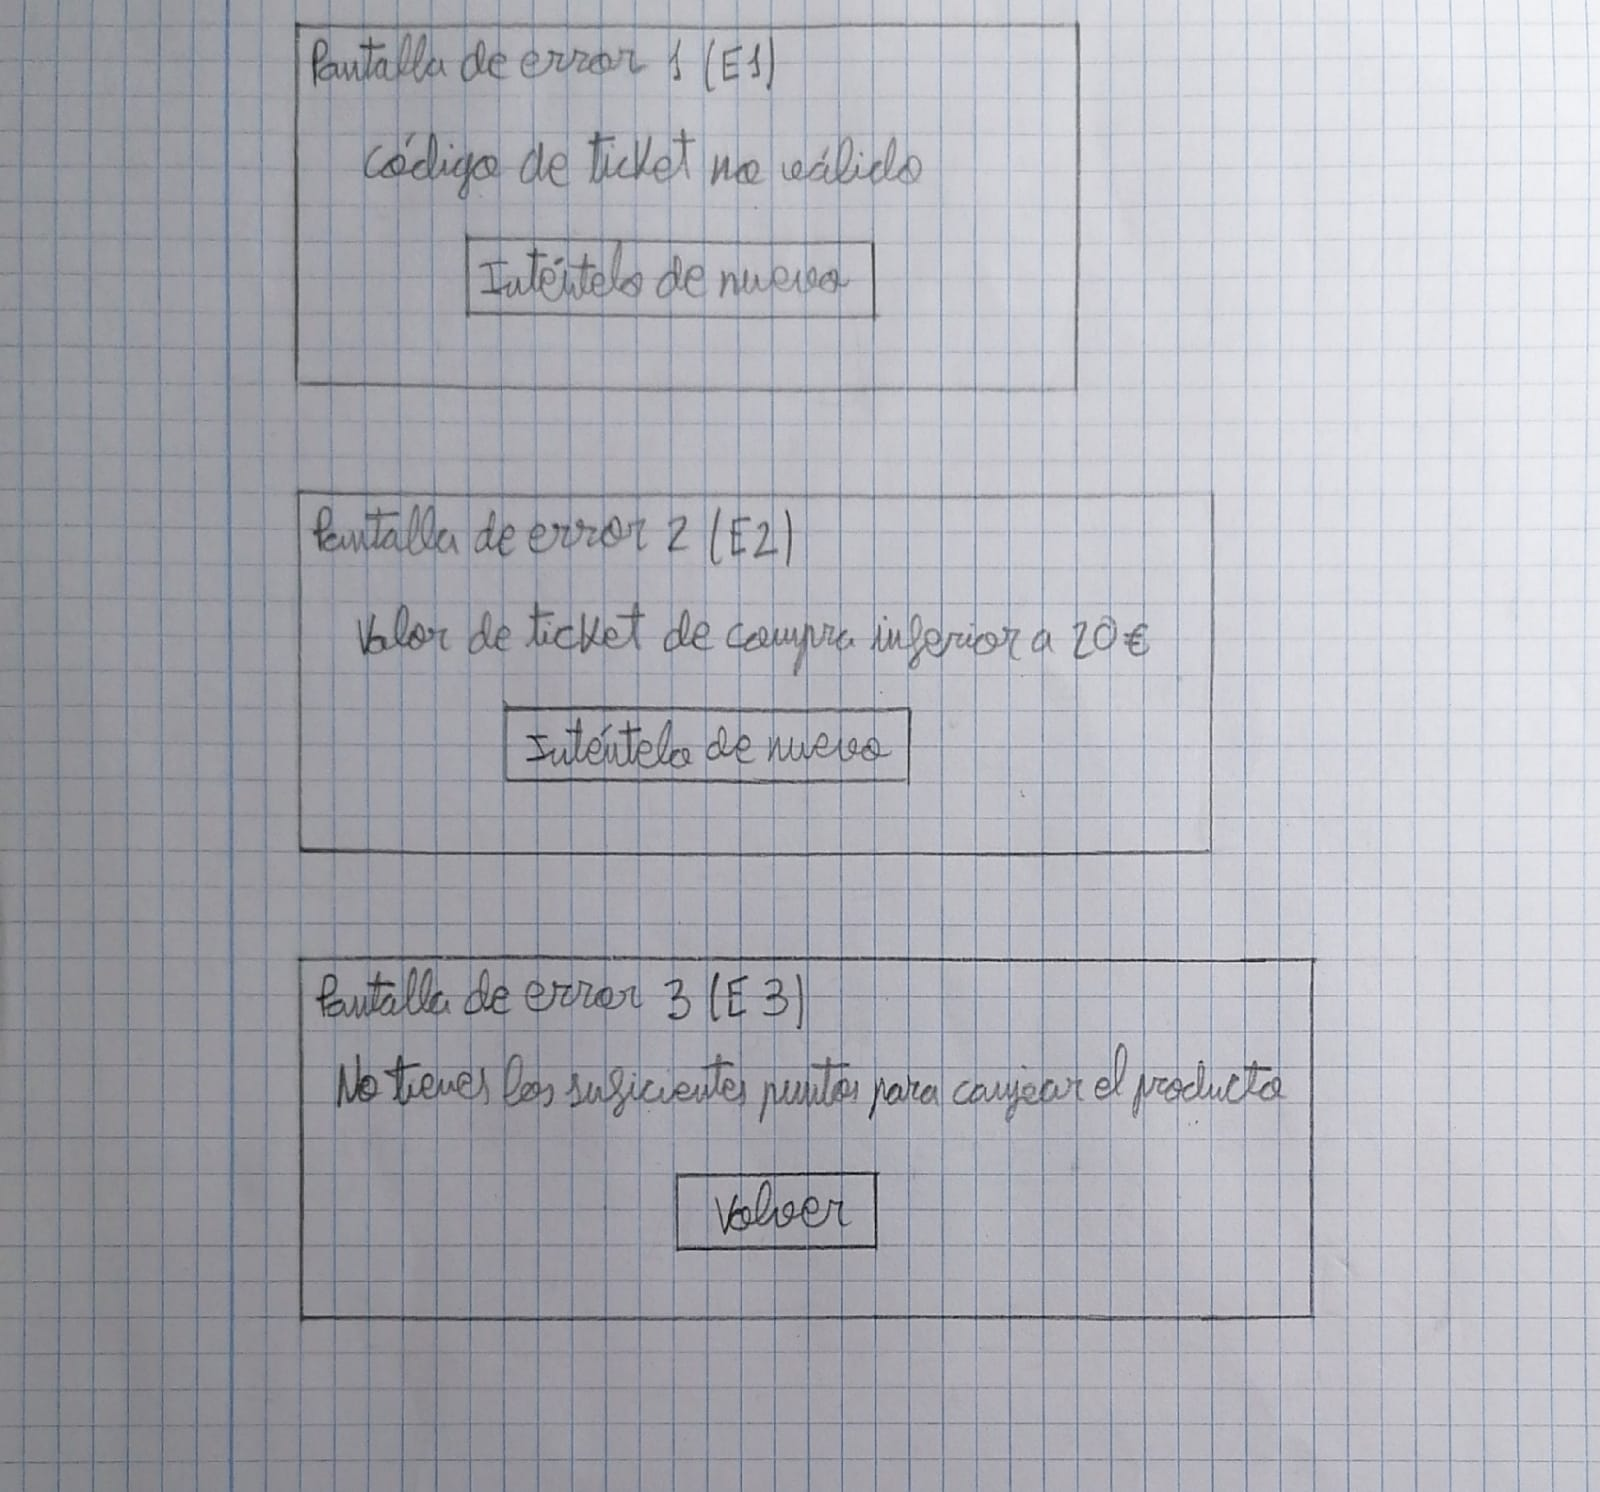 Pantalla de error 1 (E1)
Código de ticket no válido
Inténtelo de nuevo
Pantalla de error 2 (E2)
Valor de ticket de compra inferior a 20€
Inténtelo de nuevo
Pantalla de error 3 (E3)
No tienes los suficientes puntos para canjear el producto
Volver